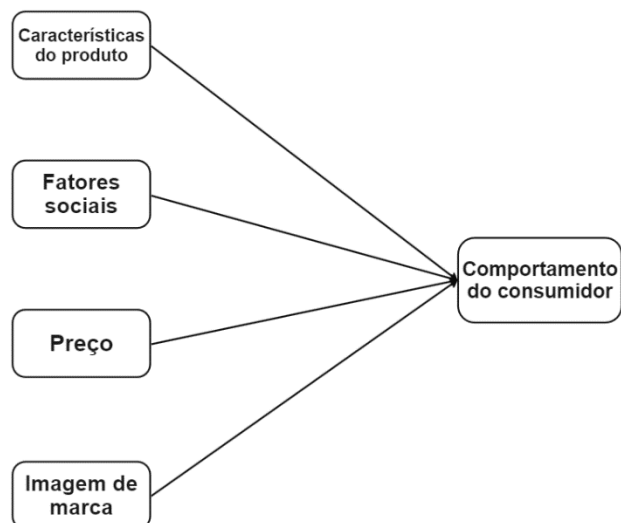 Características
do produto
Fatores
sociais
Preço
Imagem de
marca
Comportamento
do consumidor